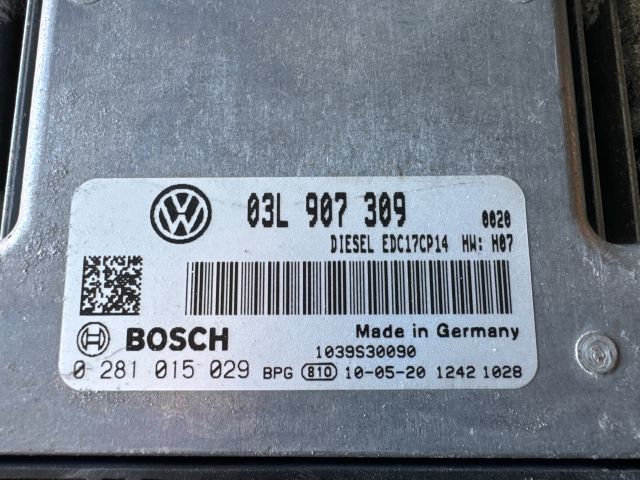 03L 907 309 0020
DIESEL EDC17CP14 HW: H07
BOSCH Made in Germany
1039S30090
0 281 015 029 BPG 810 10-05-20 1242 1028